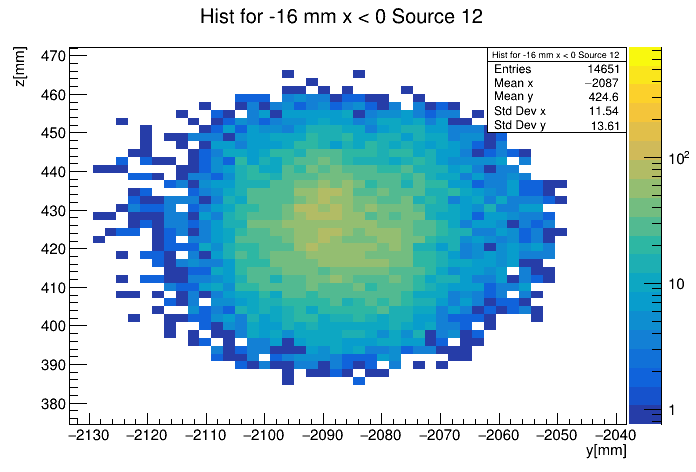 Hist for -16 mm x < 0 Source 12
z[mm]
470
460
450
440
430
420
410
400
390
380
Hist for -16 mm x < 0 Source 12
Entries 14651
Mean x −2087
Mean y 424.6
Std Dev x 11.54
Std Dev y 13.61
10²
10
1
−2130 −2120 −2110 −2100 −2090 −2080 −2070 −2060 −2050 −2040
y[mm]